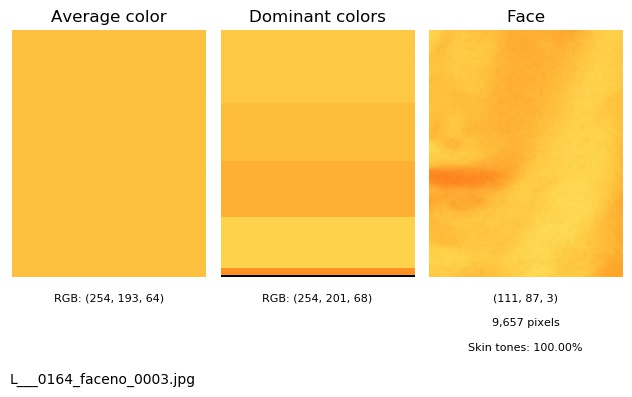 Average color
Dominant colors
Face
RGB: (254, 193, 64)
RGB: (254, 201, 68)
(111, 87, 3)
9,657 pixels
Skin tones: 100.00%
L___0164_faceno_0003.jpg